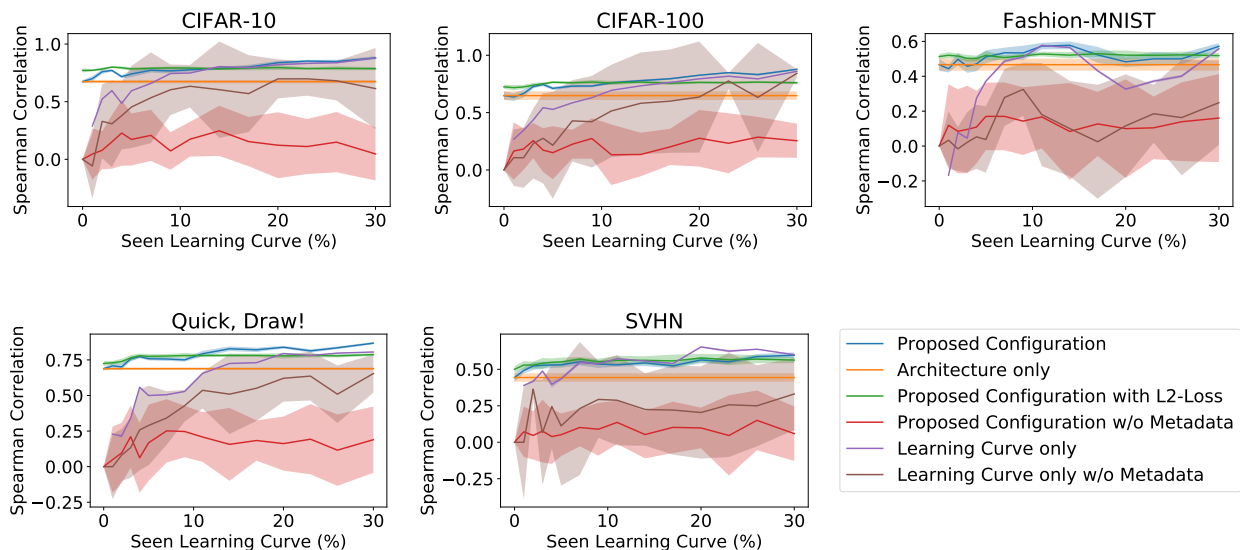 CIFAR-10
Spearman Correlation
1.0
0.5
0.0
0
10
20
30
Seen Learning Curve (%)
CIFAR-100
Spearman Correlation
1.0
0.5
0.0
0
10
20
30
Seen Learning Curve (%)
Fashion-MNIST
Spearman Correlation
0.6
0.4
0.2
0.0
−0.2
0
10
20
30
Seen Learning Curve (%)
Quick, Draw!
Spearman Correlation
0.75
0.50
0.25
0.00
−0.25
0
10
20
30
Seen Learning Curve (%)
SVHN
Spearman Correlation
0.50
0.25
0.00
−0.25
0
10
20
30
Seen Learning Curve (%)
Proposed Configuration
Architecture only
Proposed Configuration with L2-Loss
Proposed Configuration w/o Metadata
Learning Curve only
Learning Curve only w/o Metadata